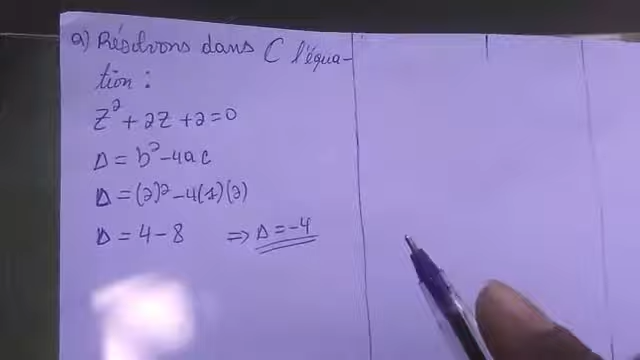 a) Résolvons dans C l'équa-
tion :
Z² + 2Z + 2 = 0
Δ = b² - 4ac
Δ = (2)² - 4(1)(2)
Δ = 4 - 8 ⇒ Δ = -4